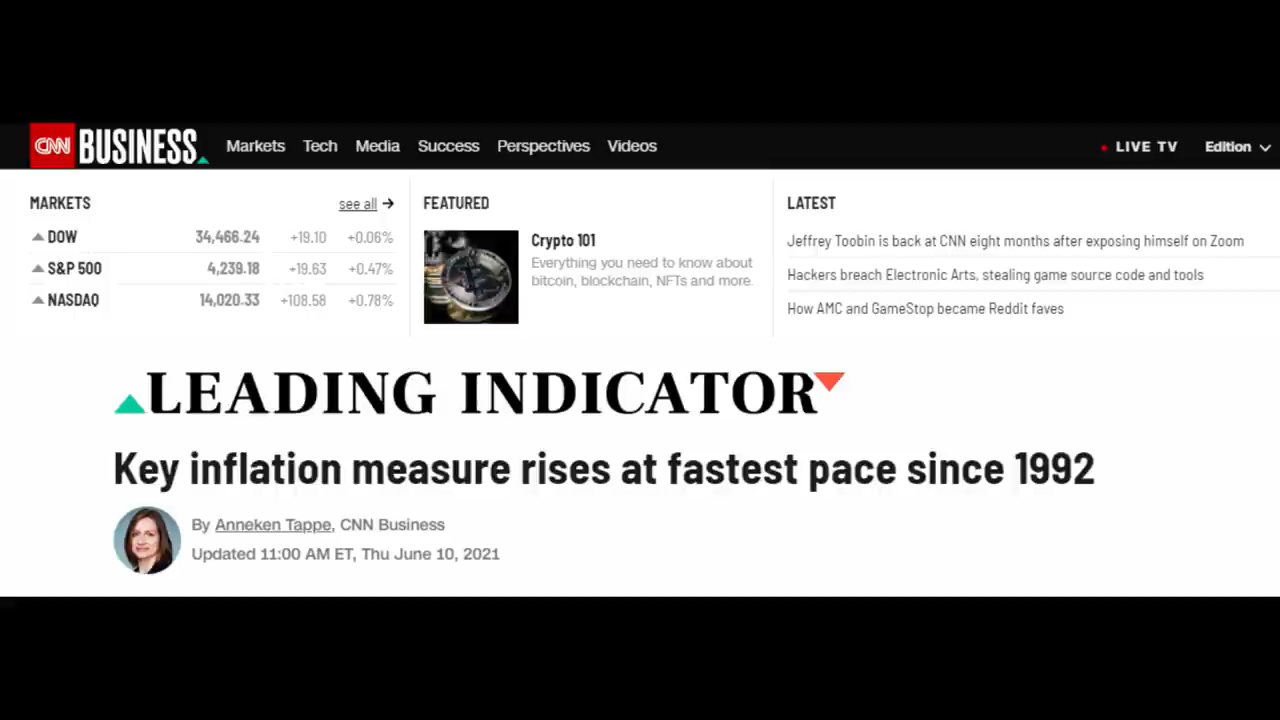 CNN BUSINESS Markets Tech Media Success Perspectives Videos LIVE TV Edition
MARKETS see all
DOW 34,466.24 +19.10 +0.06%
S&P 500 4,239.18 +19.63 +0.47%
NASDAQ 14,020.33 +108.58 +0.78%
FEATURED
Crypto 101
Everything you need to know about
bitcoin, blockchain, NFTs and more.
LATEST
Jeffrey Toobin is back at CNN eight months after exposing himself on Zoom
Hackers breach Electronic Arts, stealing game source code and tools
How AMC and GameStop became Reddit faves
LEADING INDICATOR
Key inflation measure rises at fastest pace since 1992
By Anneken Tappe, CNN Business
Updated 11:00 AM ET, Thu June 10, 2021